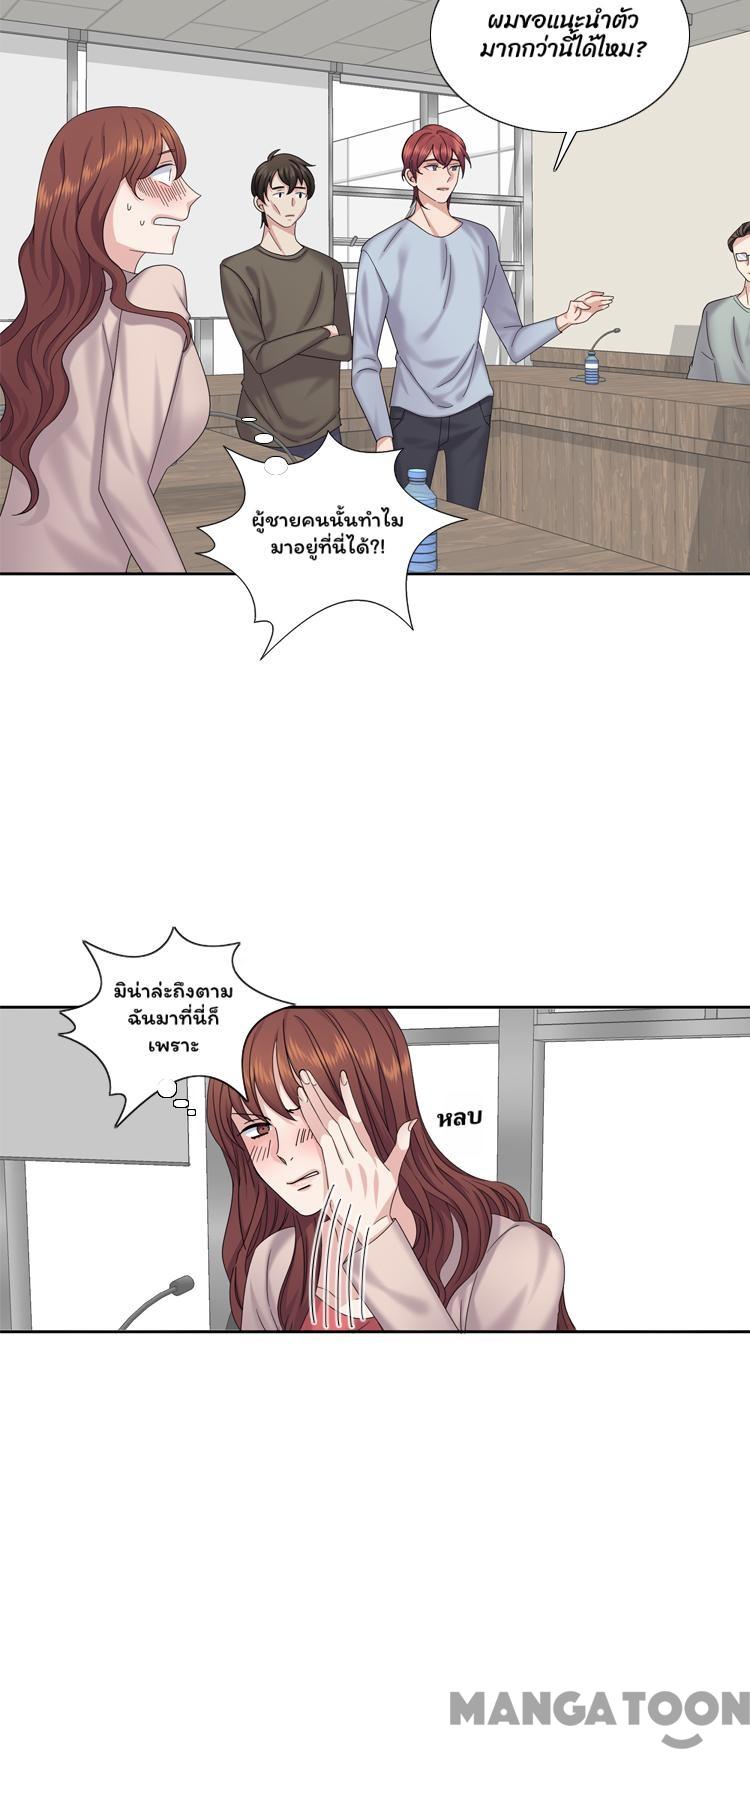 ผมขอแนะนำตัว
มากกว่านี้ได้ไหม?
ผู้ชายคนนั้นทำไม
มาอยู่ที่นี่ได้?!
มิน่าล่ะถึงตาม
ฉันมาที่นี่ก็
เพราะ
หลบ
MANGATOON